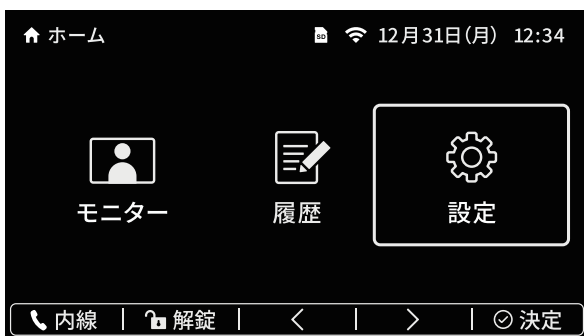 ホーム SD 12月31日(月) 12:34
モニター 履歴 設定
内線 解錠 < > 決定